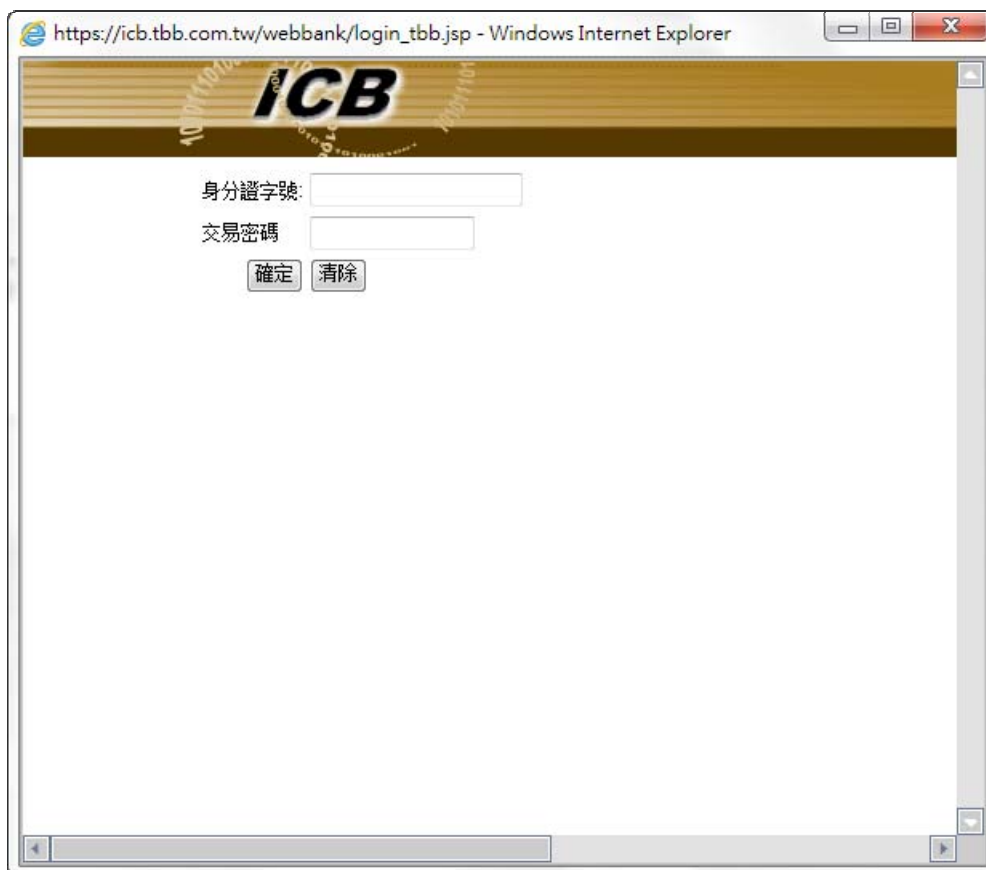 https://icb.tbb.com.tw/webbank/login_tbb.jsp - Windows Internet Explorer
ICB
身分證字號:
交易密碼
確定 清除